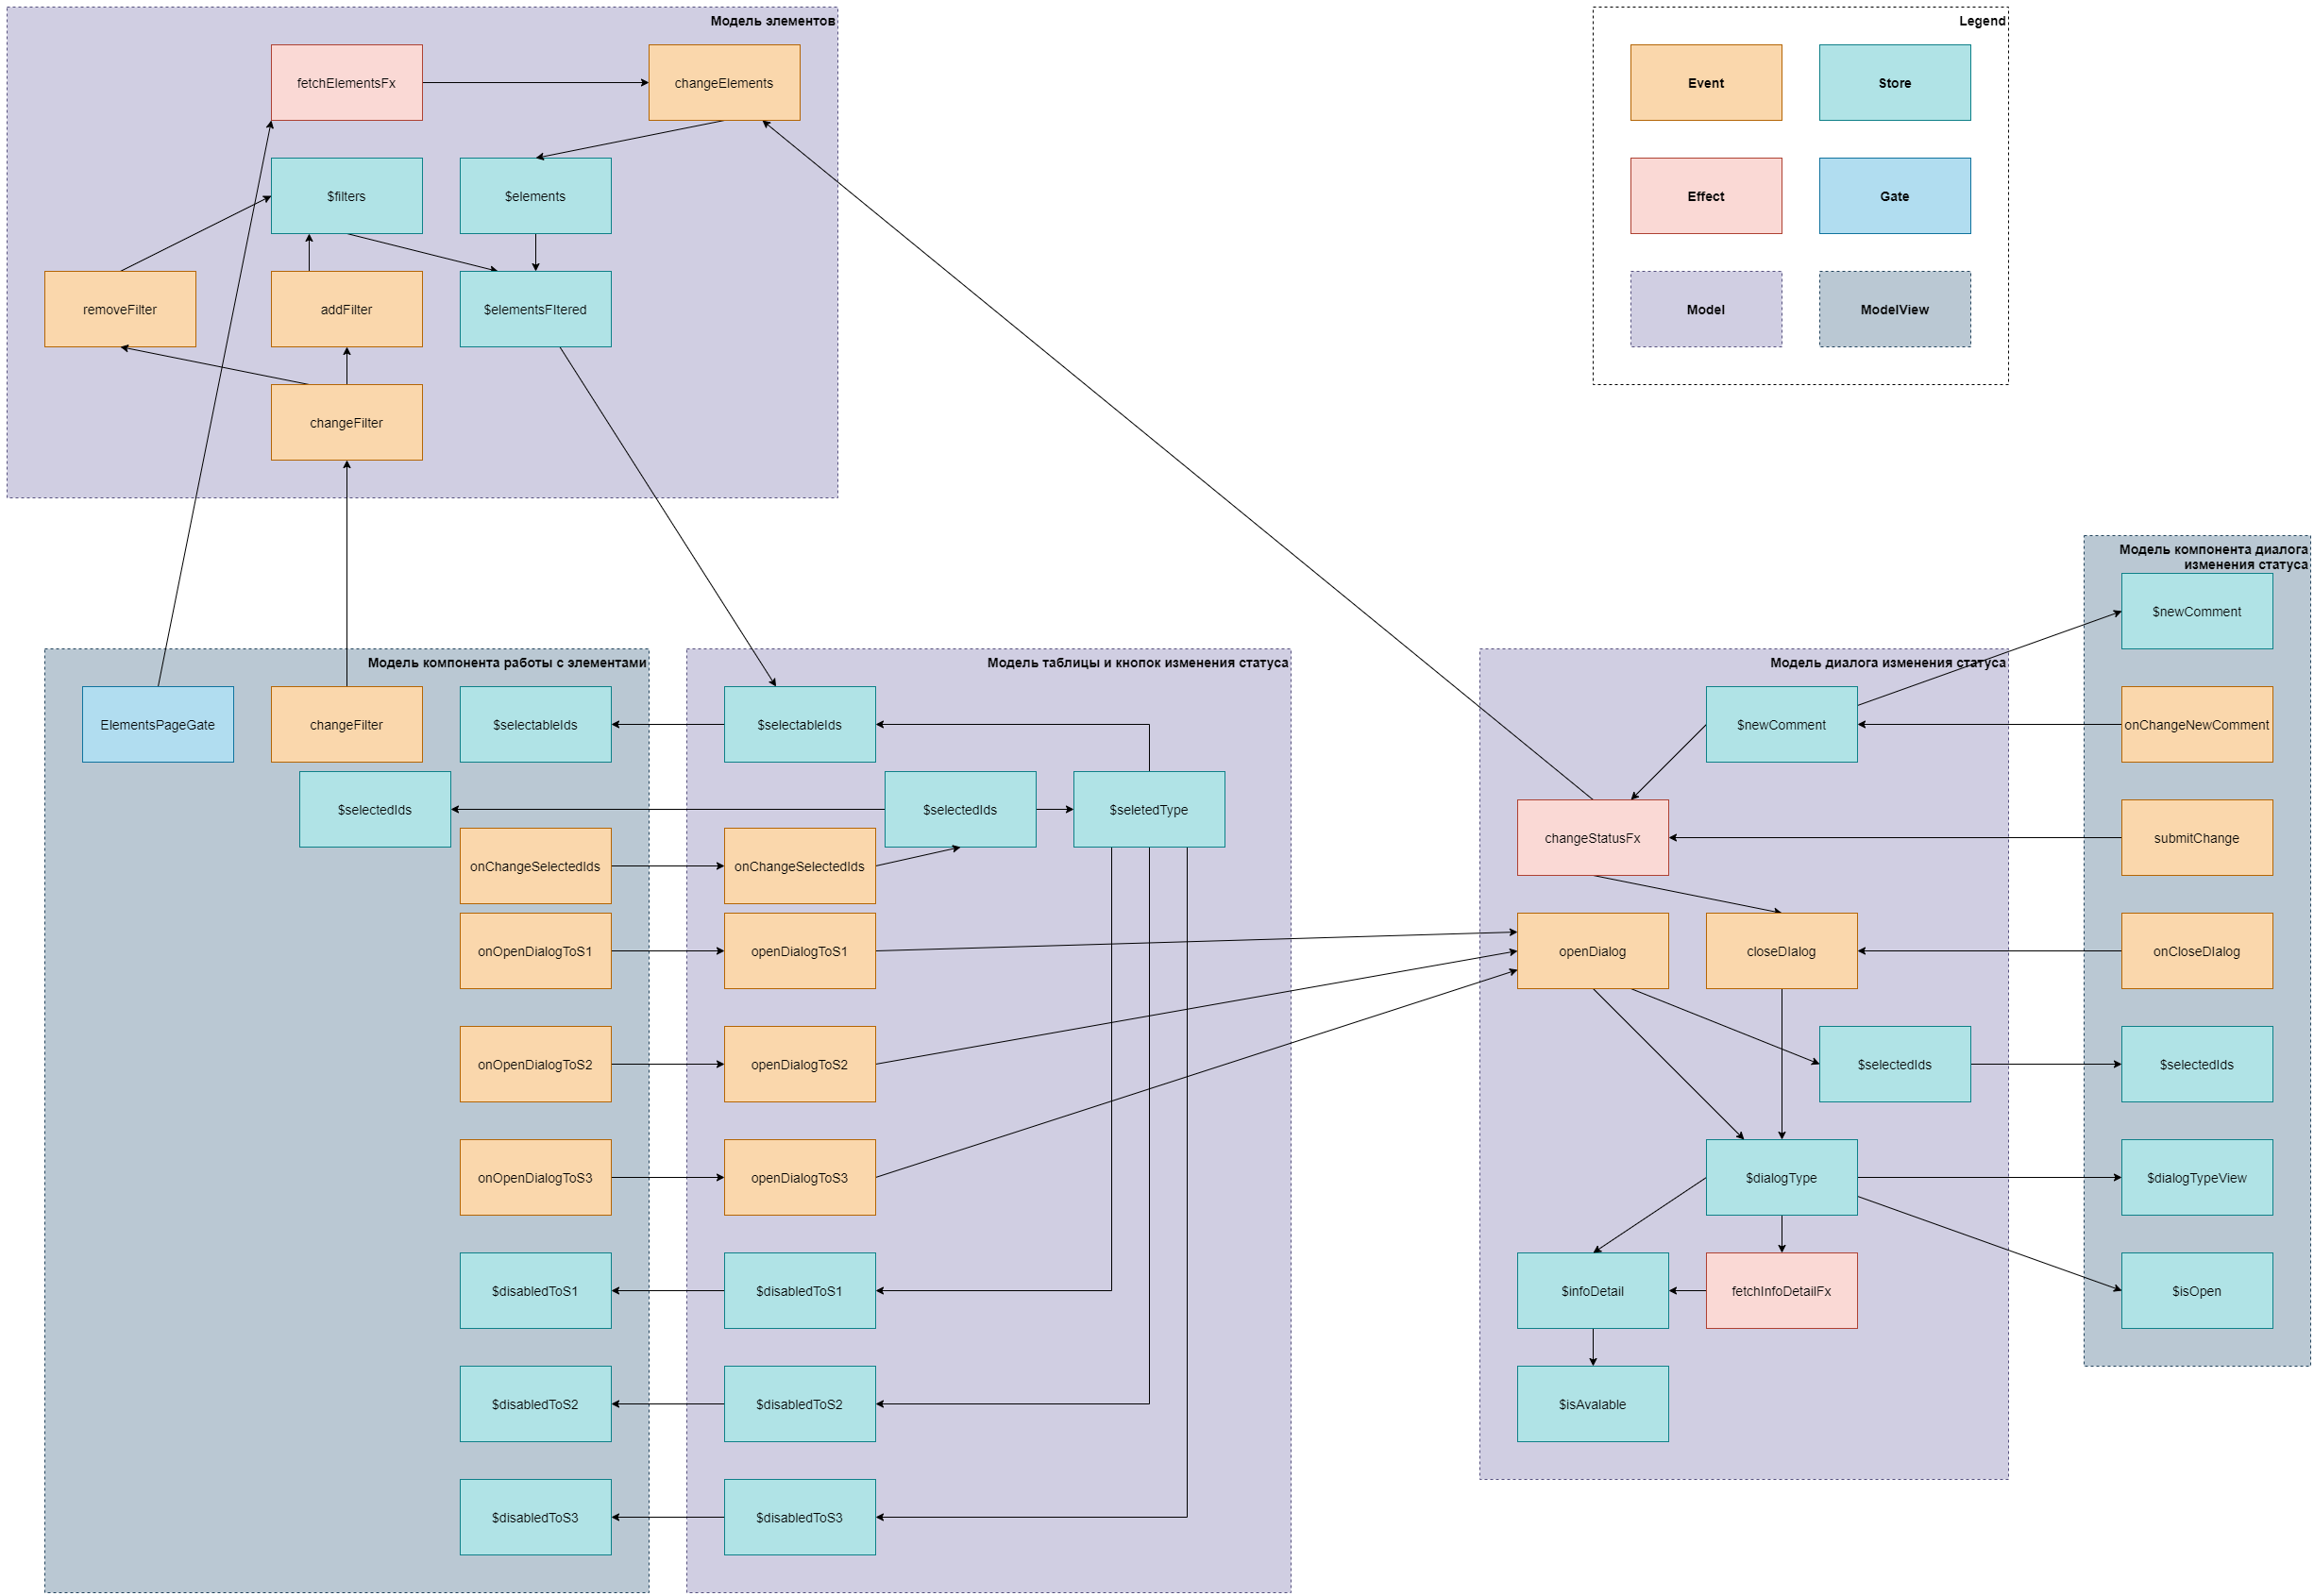 Модель элементов
fetchElementsFx
changeElements
$filters
$elements
removeFilter
addFilter
$elementsFltered
changeFilter
Legend
Event
Store
Effect
Gate
Model
ModelView
Модель компонента работы с элементами
ElementsPageGate
changeFilter
$selectableIds
$selectedIds
onChangeSelectedIds
onOpenDialogToS1
onOpenDialogToS2
onOpenDialogToS3
$disabledToS1
$disabledToS2
$disabledToS3
Модель таблицы и кнопок изменения статуса
$selectableIds
$selectedIds
$seletedType
onChangeSelectedIds
openDialogToS1
openDialogToS2
openDialogToS3
$disabledToS1
$disabledToS2
$disabledToS3
Модель диалога изменения статуса
$newComment
changeStatusFx
openDialog
closeDIalog
$selectedIds
$dialogType
$infoDetail
fetchInfoDetailFx
$isAvalable
Модель компонента диалога
изменения статуса
$newComment
onChangeNewComment
submitChange
onCloseDIalog
$selectedIds
$dialogTypeView
$isOpen